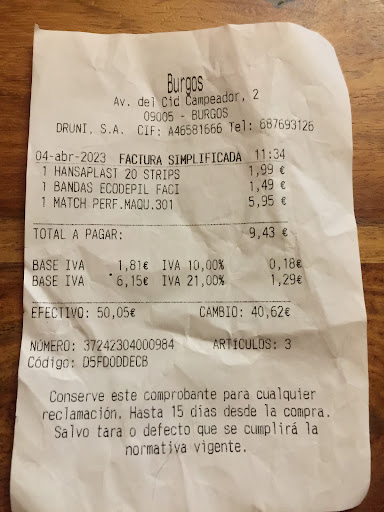 Burgos
Av. del Cid Campeador, 2
09005 - BURGOS
DRUNI, S.A. CIF: A46581666 Tel: 687693126
04-abr-2023 FACTURA SIMPLIFICADA 11:34
1 HANSAPLAST 20 STRIPS 1,99 €
1 BANDAS ECODEPIL FACI 1,49 €
1 MATCH PERF.MAQU.301 5,95 €
TOTAL A PAGAR: 9,43 €
BASE IVA 1,81€ IVA 10,00% 0,18€
BASE IVA 6,15€ IVA 21,00% 1,29€
EFECTIVO: 50,05€ CAMBIO: 40,62€
NÚMERO: 37242304000984 ARTICULOS: 3
Código: D5FDODDECB
Conserve este comprobante para cualquier
reclamación. Hasta 15 días desde la compra.
Salvo tara o defecto que se cumplirá la
normativa vigente.